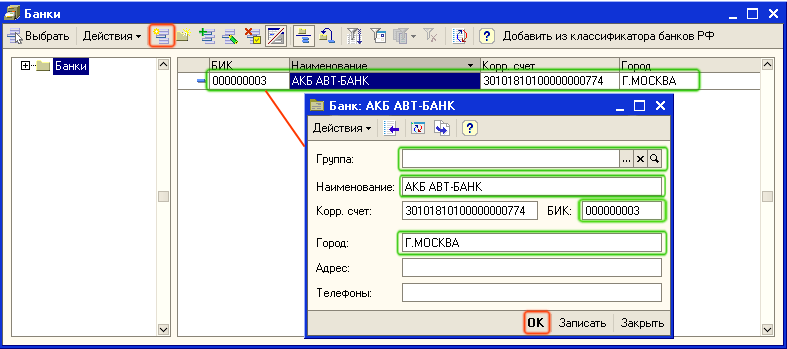 Банки
Выбрать Действия Добавить из классификатора банков РФ
Банки
БИК Наименование Корр. счет Город
000000003 АКБ АВТ-БАНК 30101810100000000774 Г.МОСКВА
Банк: АКБ АВТ-БАНК
Действия
Группа:
Наименование: АКБ АВТ-БАНК
Корр. счет: 30101810100000000774 БИК: 000000003
Город: Г.МОСКВА
Адрес:
Телефоны:
OK Записать Закрыть